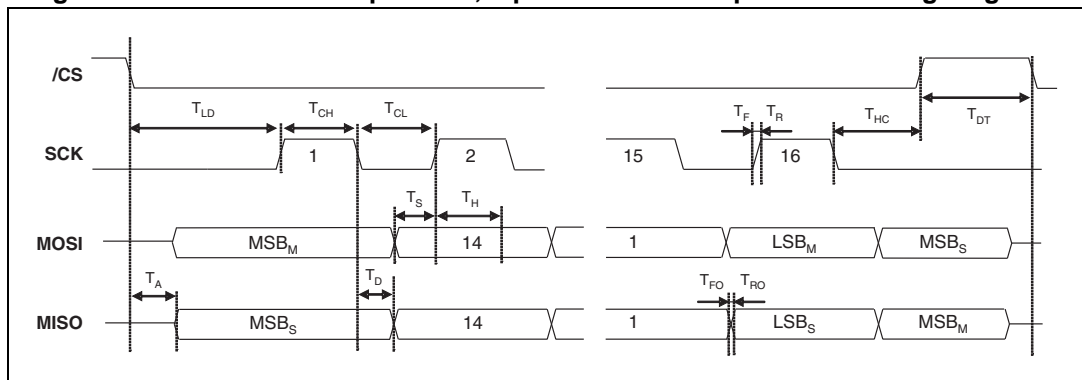 /CS
T_LD T_CH T_CL T_F T_R T_HC T_DT
SCK 1 2 15 16
T_S T_H
MOSI MSB_M 14 1 LSB_M MSB_S
T_A T_D T_FO T_RO
MISO MSB_S 14 1 LSB_S MSB_M